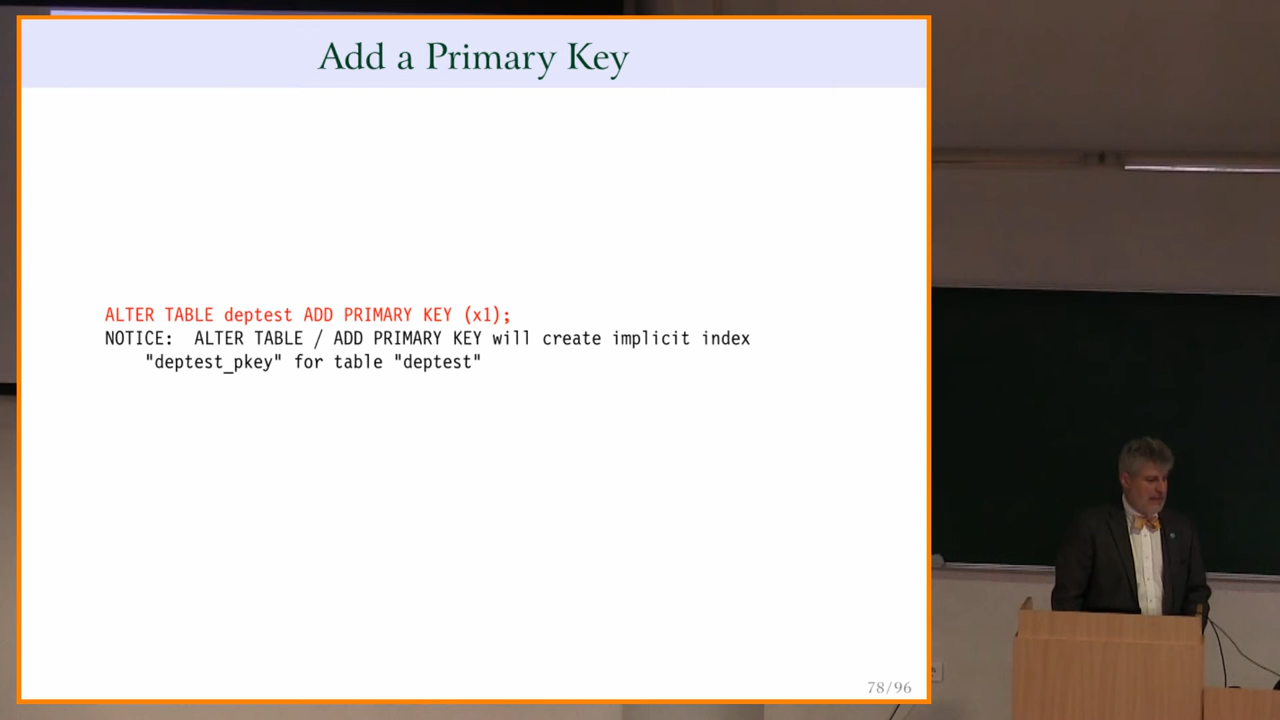 Add a Primary Key
ALTER TABLE deptest ADD PRIMARY KEY (x1);
NOTICE:  ALTER TABLE / ADD PRIMARY KEY will create implicit index
"deptest_pkey" for table "deptest"
78/96